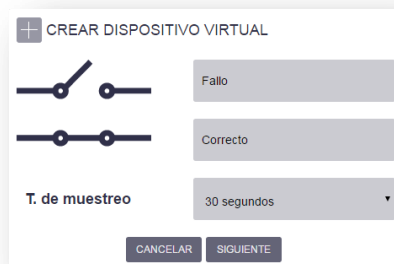 CREAR DISPOSITIVO VIRTUAL
Fallo
Correcto
T. de muestreo
30 segundos
CANCELAR SIGUIENTE